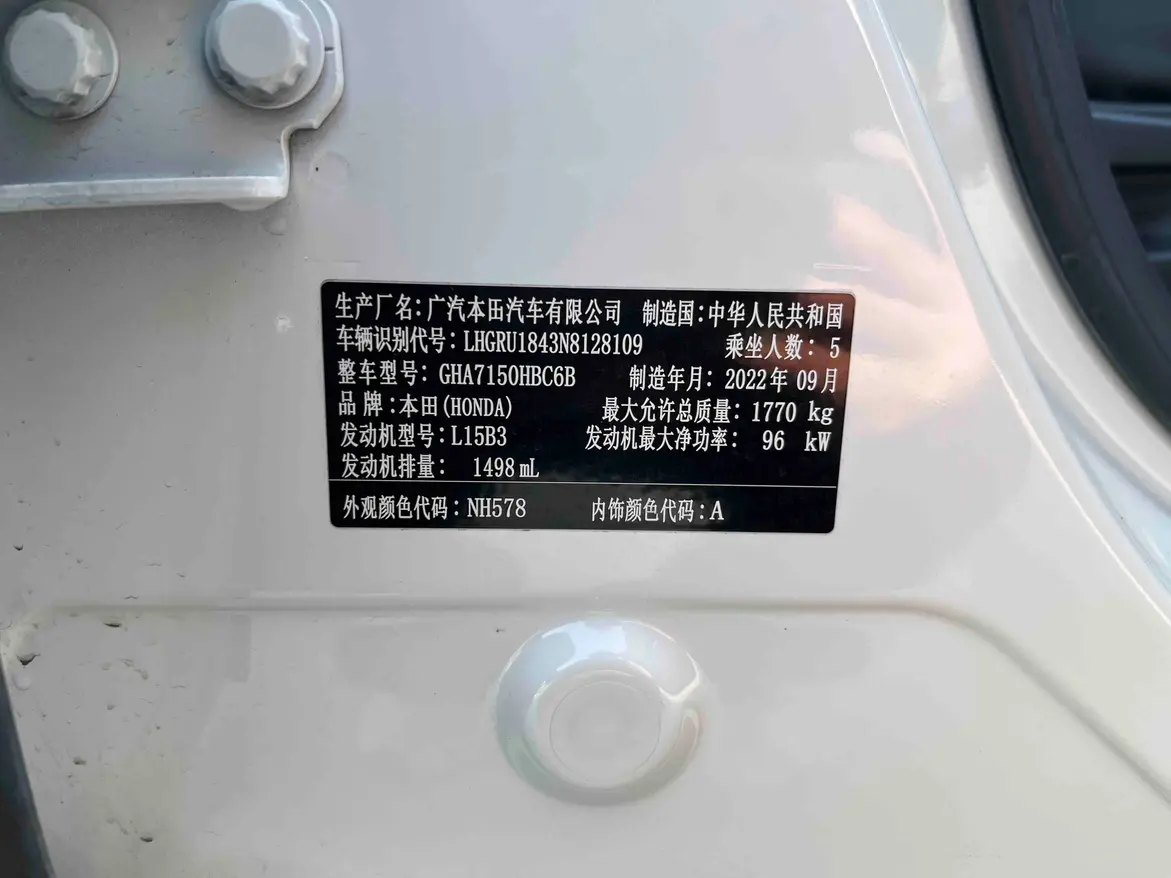 生产厂名：广汽本田汽车有限公司 制造国：中华人民共和国
车辆识别代号：LHGRU1843N8128109 乘坐人数：5
整车型号：GHA7150HBC6B 制造年月：2022年09月
品牌：本田(HONDA) 最大允许总质量：1770 kg
发动机型号：L15B3 发动机最大净功率：96 kW
发动机排量：1498 mL
外观颜色代码：NH578 内饰颜色代码：A